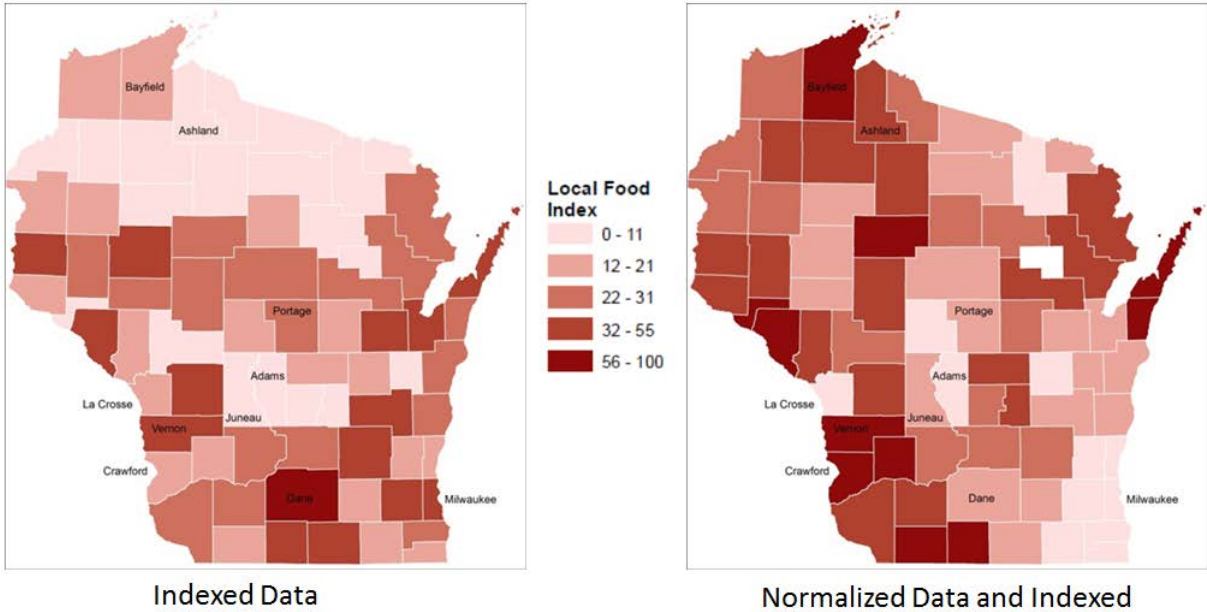 Bayfield
Ashland
Portage
Adams
La Crosse
Juneau
Vernon
Crawford
Dane
Milwaukee
Indexed Data
Local Food
Index
0 - 11
12 - 21
22 - 31
32 - 55
56 - 100
Bayfield
Ashland
Portage
Adams
La Crosse
Juneau
Vernon
Crawford
Dane
Milwaukee
Normalized Data and Indexed